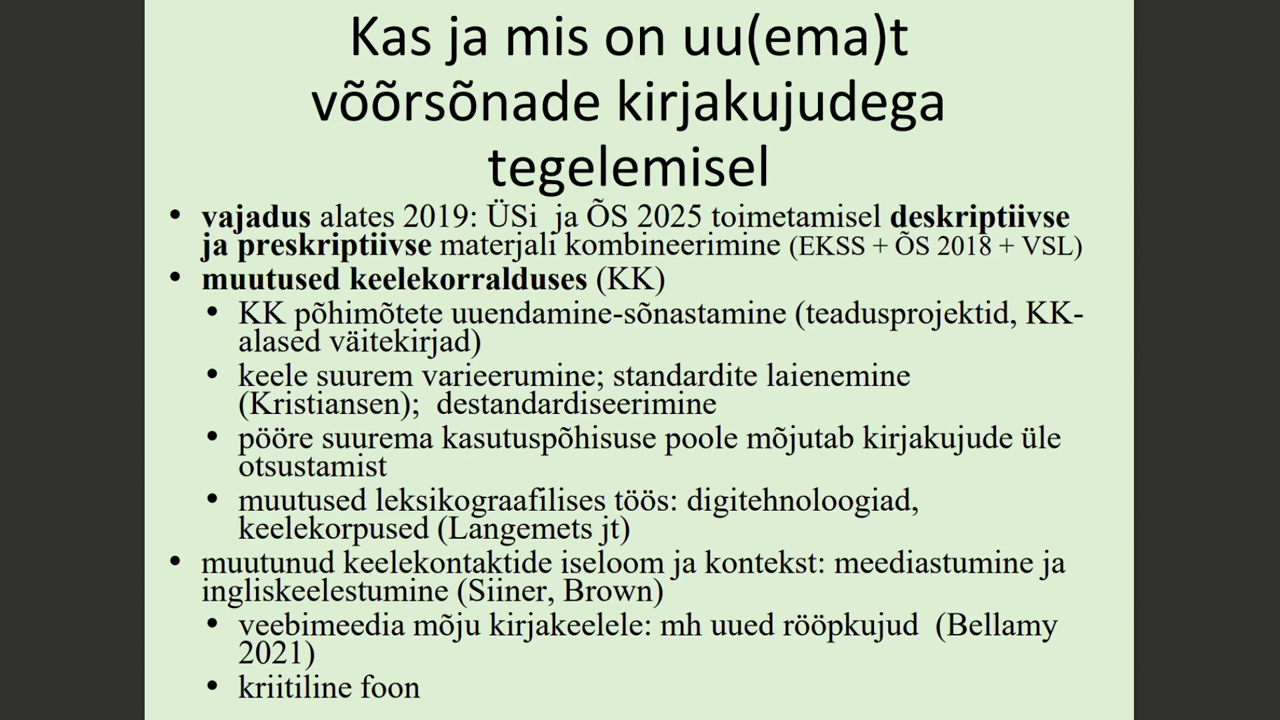 Kas ja mis on uu(ema)t
võõrsõnade kirjakujudega
tegelemisel
• vajadus alates 2019: ÜSi ja ÕS 2025 toimetamisel deskriptiivse
ja preskriptiivse materjali kombineerimine (EKSS + ÕS 2018 + VSL)
• muutused keelekorralduses (KK)
• KK põhimõtete uuendamine-sõnastamine (teadusprojektid, KK-
alased väitekirjad)
• keele suurem varieerumine; standardite laienemine
(Kristiansen); destandardiseerimine
• pööre suurema kasutuspõhisuse poole mõjutab kirjakujude üle
otsustamist
• muutused leksikograafilises töös: digitehnoloogiad,
keelekorpused (Langemets jt)
• muutunud keelekontaktide iseloom ja kontekst: meediastumine ja
ingliskeelestumine (Siiner, Brown)
• veebimeedia mõju kirjakeelele: mh uued rööpkujud (Bellamy
2021)
• kriitiline foon